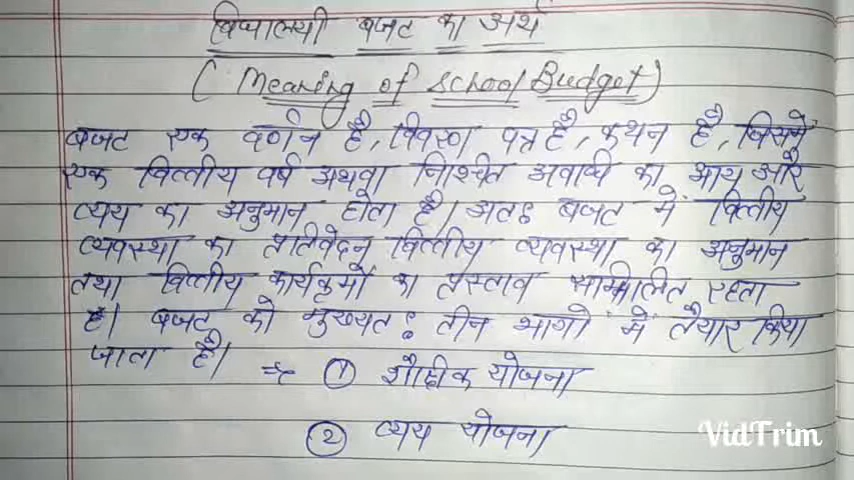 विधालयी बजट का अर्थ
( Meaning of School Budget )
बजट एक दर्णन है, विवरण पत्र है, कथन है, जिसमें
एक वित्तीय वर्ष अथवा निश्चित अवधि का आय और
व्यय का अनुमान होता है। अतः बजट में वित्तीय
व्यवस्था का प्रतिवेदन वित्तीय व्यवस्था का अनुमान
तथा वित्तीय कार्यक्रमों का प्रस्ताव सम्मिलित रहता
है। बजट को मुख्यतः तीन भागो में तैयार किया
जाता है। ⇒ ① शैक्षीक योजना
② व्यय योजना
VidTrim